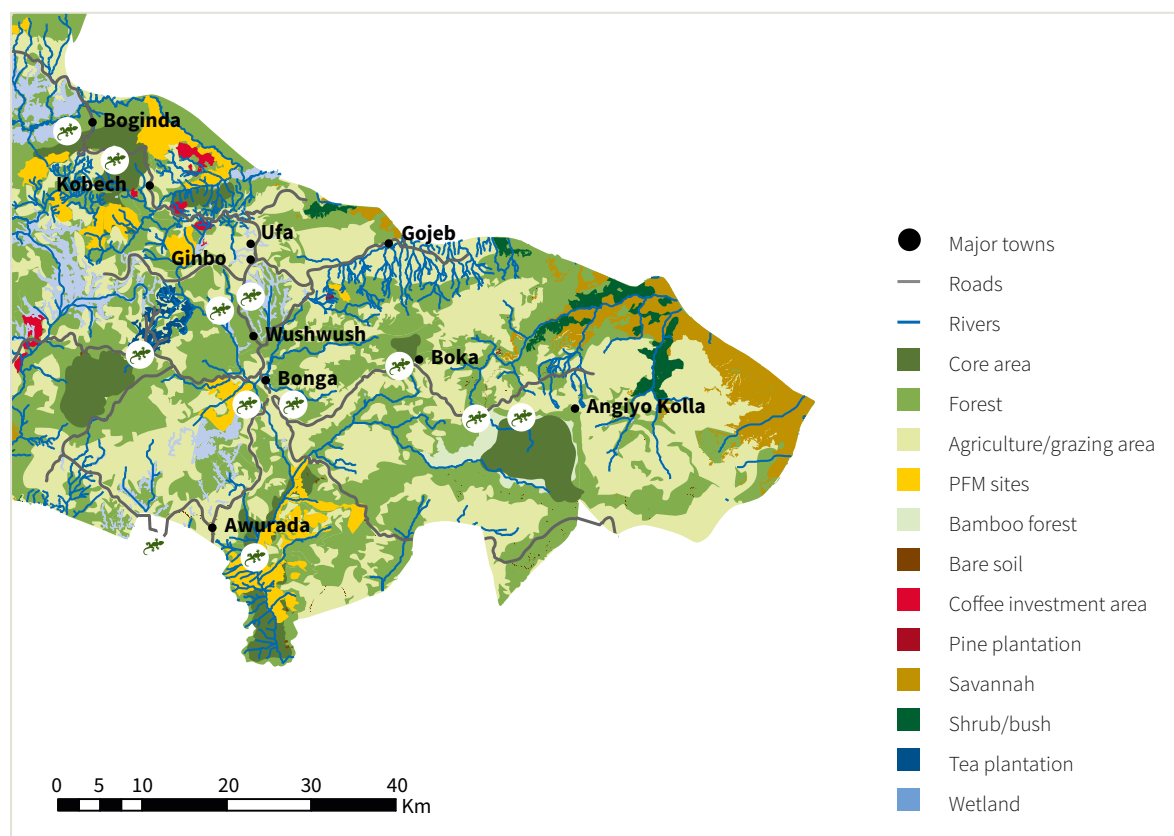 Boginda
Kobech
Ufa
Gojeb
Ginbo
Wushwush
Boka
Bonga
Angiyo Kolla
Awurada
Major towns
Roads
Rivers
Core area
Forest
Agriculture/grazing area
PFM sites
Bamboo forest
Bare soil
Coffee investment area
Pine plantation
Savannah
Shrub/bush
Tea plantation
Wetland
0 5 10 20 30 40
Km